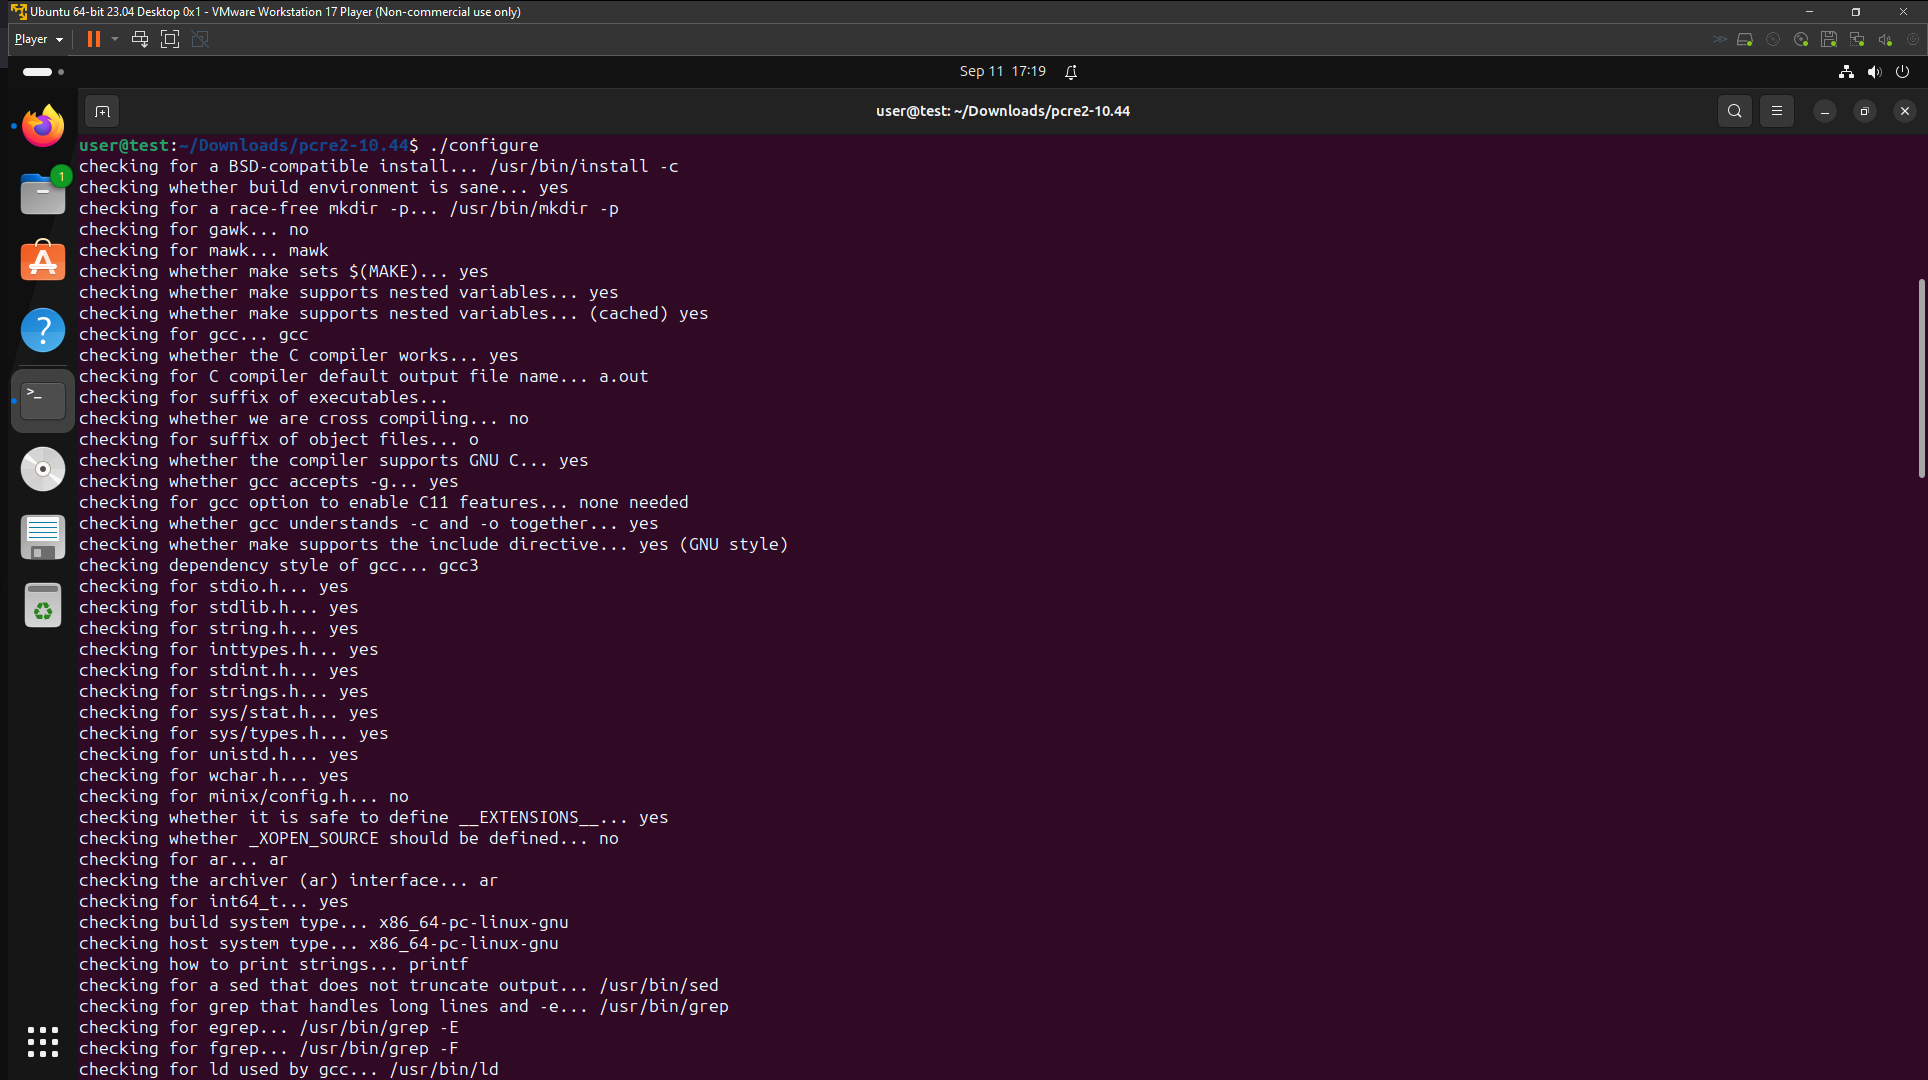 Ubuntu 64-bit 23.04 Desktop 0x1 - VMware Workstation 17 Player (Non-commercial use only)
Player
Sep 11 17:19
user@test: ~/Downloads/pcre2-10.44
1
user@test:~/Downloads/pcre2-10.44$ ./configure
checking for a BSD-compatible install... /usr/bin/install -c
checking whether build environment is sane... yes
checking for a race-free mkdir -p... /usr/bin/mkdir -p
checking for gawk... no
checking for mawk... mawk
checking whether make sets $(MAKE)... yes
checking whether make supports nested variables... yes
checking whether make supports nested variables... (cached) yes
checking for gcc... gcc
checking whether the C compiler works... yes
checking for C compiler default output file name... a.out
checking for suffix of executables...
checking whether we are cross compiling... no
checking for suffix of object files... o
checking whether the compiler supports GNU C... yes
checking whether gcc accepts -g... yes
checking for gcc option to enable C11 features... none needed
checking whether gcc understands -c and -o together... yes
checking whether make supports the include directive... yes (GNU style)
checking dependency style of gcc... gcc3
checking for stdio.h... yes
checking for stdlib.h... yes
checking for string.h... yes
checking for inttypes.h... yes
checking for stdint.h... yes
checking for strings.h... yes
checking for sys/stat.h... yes
checking for sys/types.h... yes
checking for unistd.h... yes
checking for wchar.h... yes
checking for minix/config.h... no
checking whether it is safe to define __EXTENSIONS__... yes
checking whether _XOPEN_SOURCE should be defined... no
checking for ar... ar
checking the archiver (ar) interface... ar
checking for int64_t... yes
checking build system type... x86_64-pc-linux-gnu
checking host system type... x86_64-pc-linux-gnu
checking how to print strings... printf
checking for a sed that does not truncate output... /usr/bin/sed
checking for grep that handles long lines and -e... /usr/bin/grep
checking for egrep... /usr/bin/grep -E
checking for fgrep... /usr/bin/grep -F
checking for ld used by gcc... /usr/bin/ld